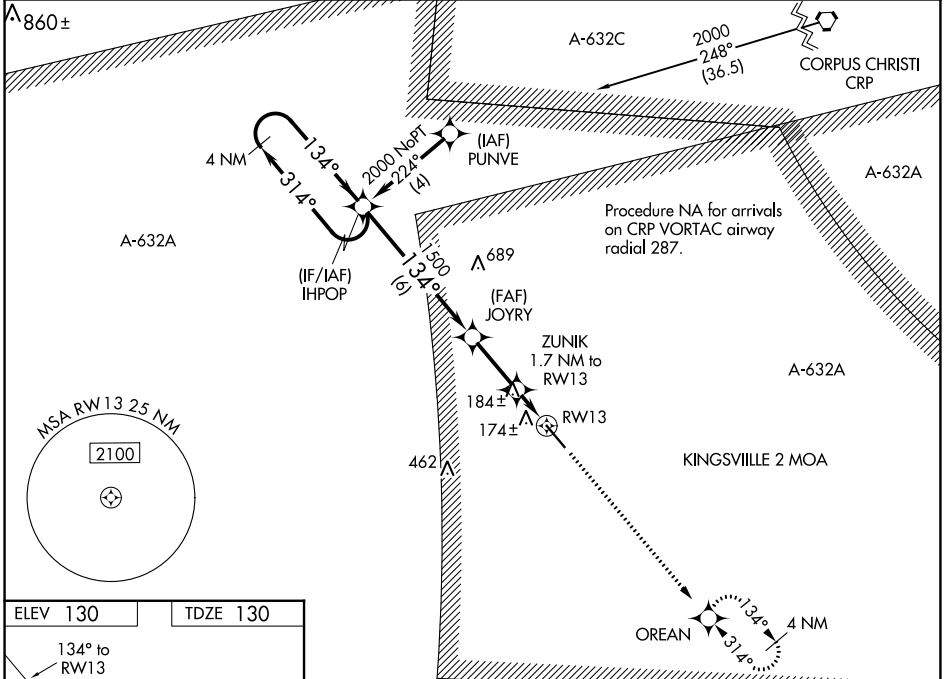 860±
A-632C
2000
248°
(36.5)
CORPUS CHRISTI
CRP
4 NM
134°
314°
2000 NoPT
224°
(4)
(IAF)
PUNVE
A-632A
A-632A
Procedure NA for arrivals
on CRP VORTAC airway
radial 287.
(IF/IAF)
IHPOP
1500
134°
(6)
689
(FAF)
JOYRY
ZUNIK
1.7 NM to
RW13
A-632A
184±
174±
RW13
MSA RW13 25 NM
2100
462
KINGSVIILLE 2 MOA
OREAN
134°
314°
4 NM
ELEV 130
TDZE 130
134° to
RW13